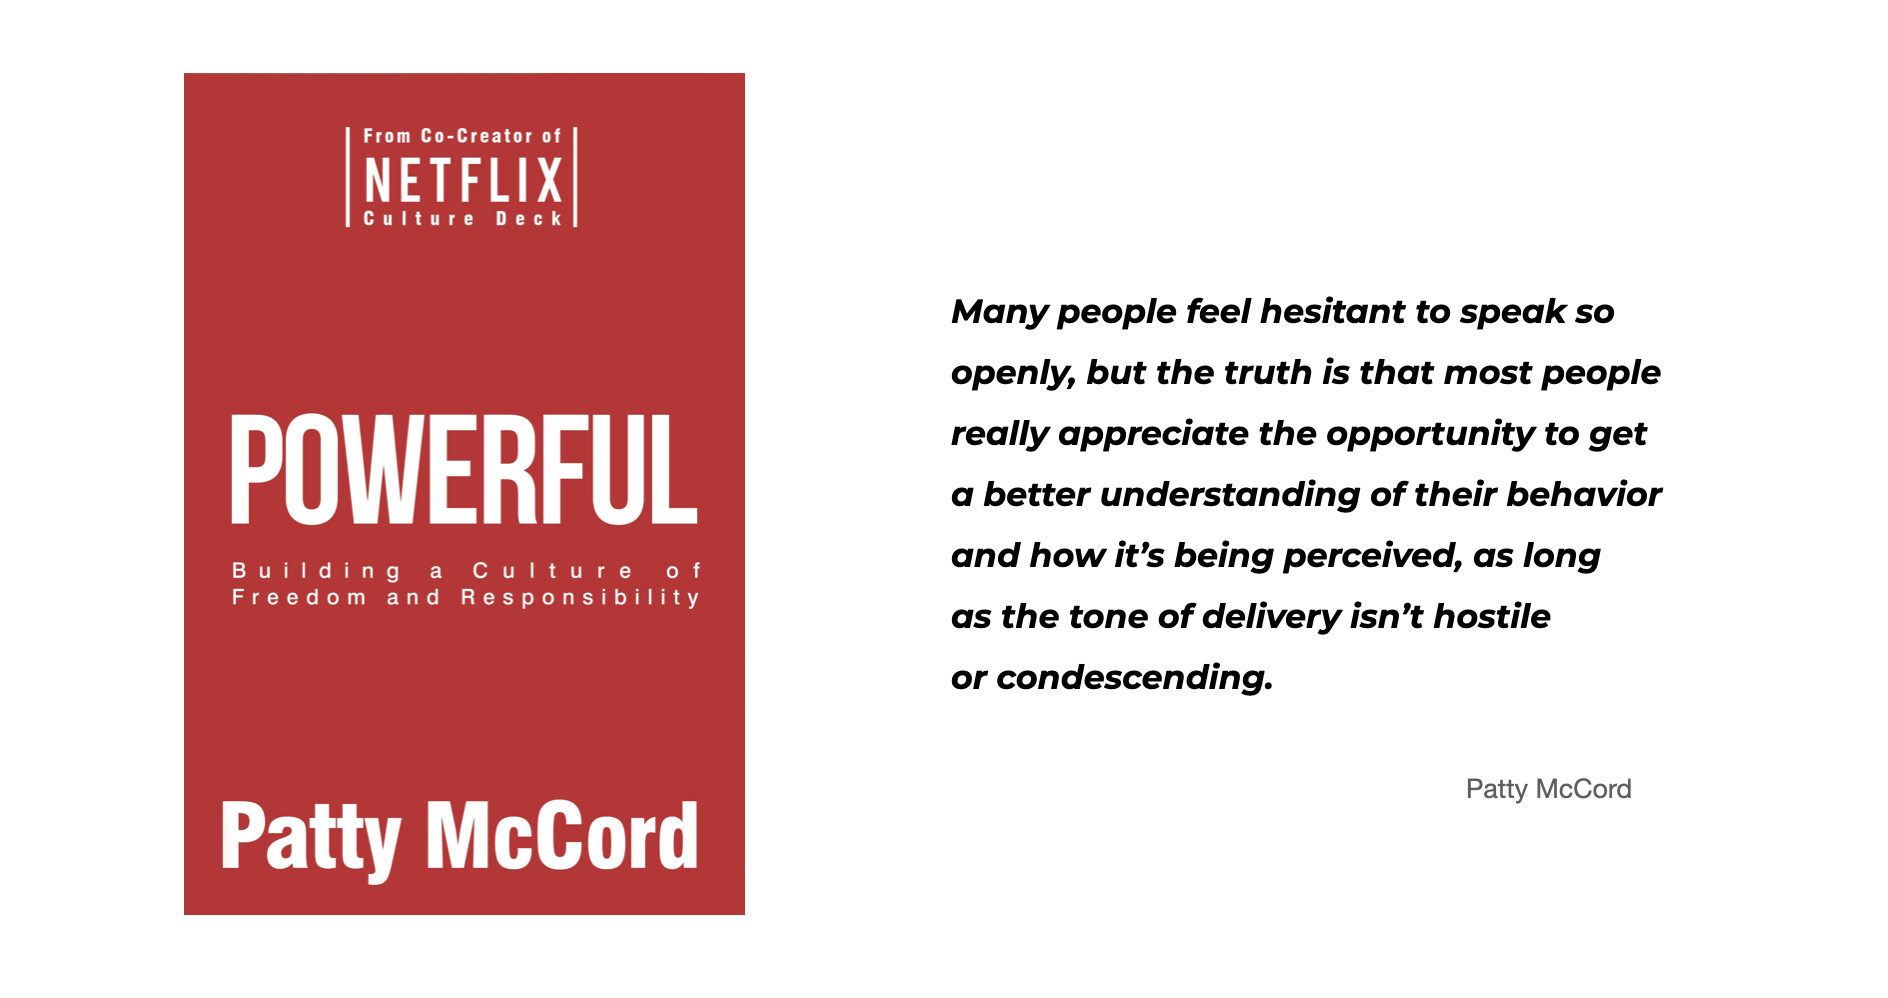 From Co-Creator of
NETFLIX
Culture Deck
POWERFUL
Building a Culture of
Freedom and Responsibility
Patty McCord
Many people feel hesitant to speak so
openly, but the truth is that most people
really appreciate the opportunity to get
a better understanding of their behavior
and how it’s being perceived, as long
as the tone of delivery isn’t hostile
or condescending.
Patty McCord